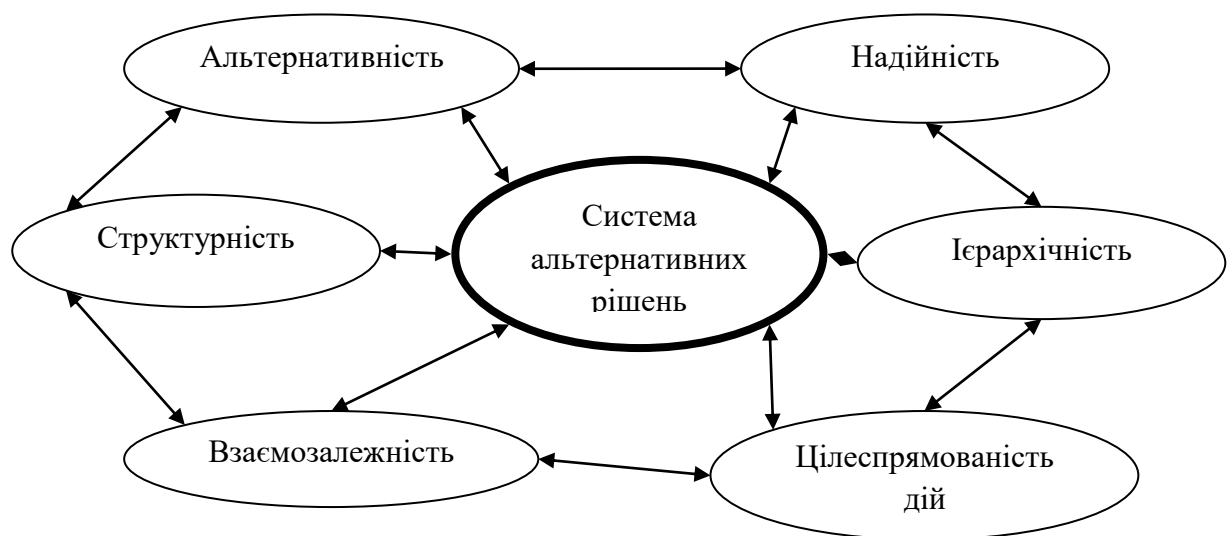 Альтернативність
Надійність
Структурність
Система
альтернативних
рішень
Ієрархічність
Взаємозалежність
Цілеспрямованість
дій